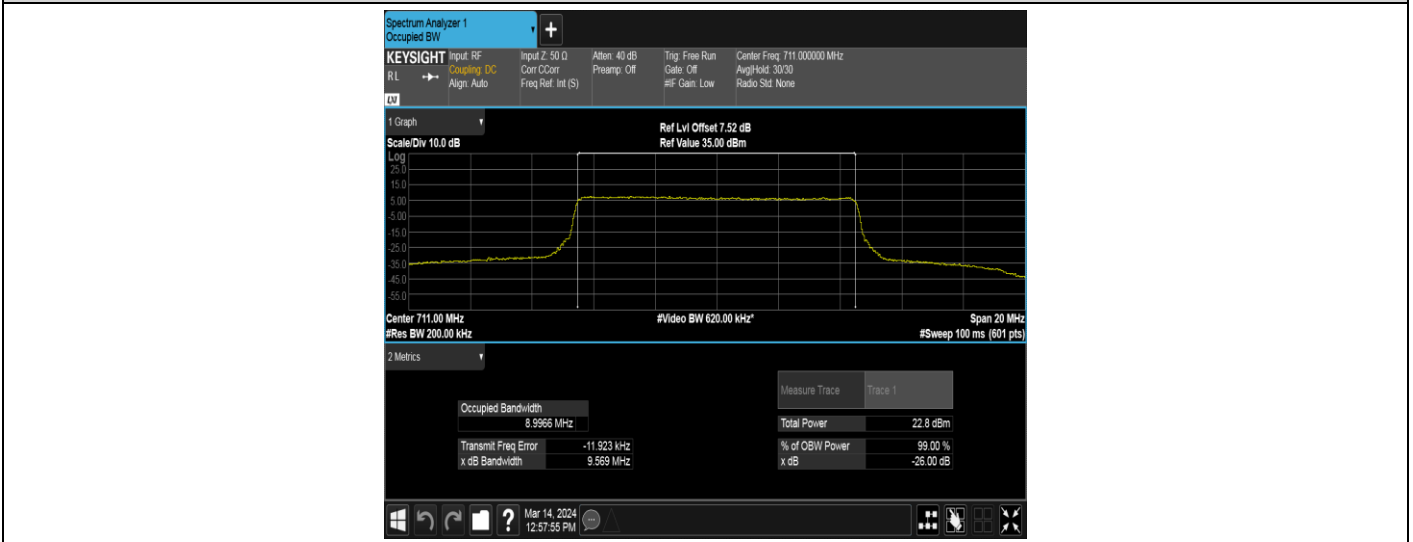 Spectrum Analyzer 1
Occupied BW
+
KEYSIGHT Input: RF Input Z: 50 Ω Atten: 40 dB Trig: Free Run Center Freq: 711.000000 MHz
RL Coupling: DC Corr CCorr Preamp: Off Gate: Off Avg|Hold: 30/30
Align: Auto Freq Ref: Int (S) #IF Gain: Low Radio Std: None
LXI
1 Graph
Ref Lvl Offset 7.52 dB
Scale/Div 10.0 dB Ref Value 35.00 dBm
Log
25.0
15.0
5.00
-5.00
-15.0
-25.0
-35.0
-45.0
-55.0
Center 711.00 MHz #Video BW 620.00 kHz* Span 20 MHz
#Res BW 200.00 kHz #Sweep 100 ms (601 pts)
2 Metrics
Measure Trace Trace 1
Occupied Bandwidth
8.9966 MHz Total Power 22.8 dBm
Transmit Freq Error -11.923 kHz % of OBW Power 99.00 %
x dB Bandwidth 9.569 MHz x dB -26.00 dB
? Mar 14, 2024
12:57:55 PM